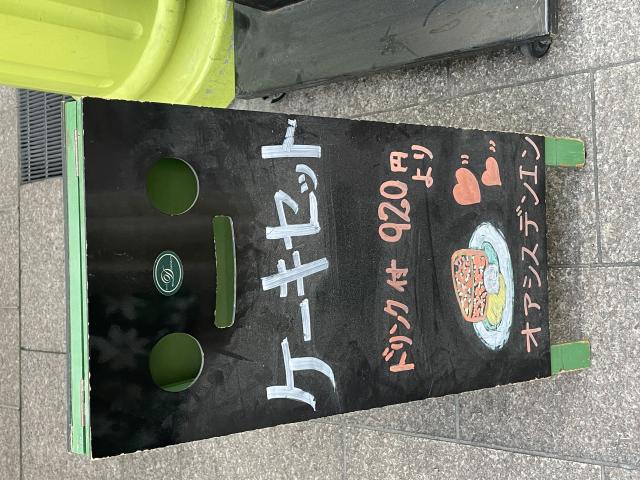 ケーキセット
ドリンク付 920円より
オアシスデンエン